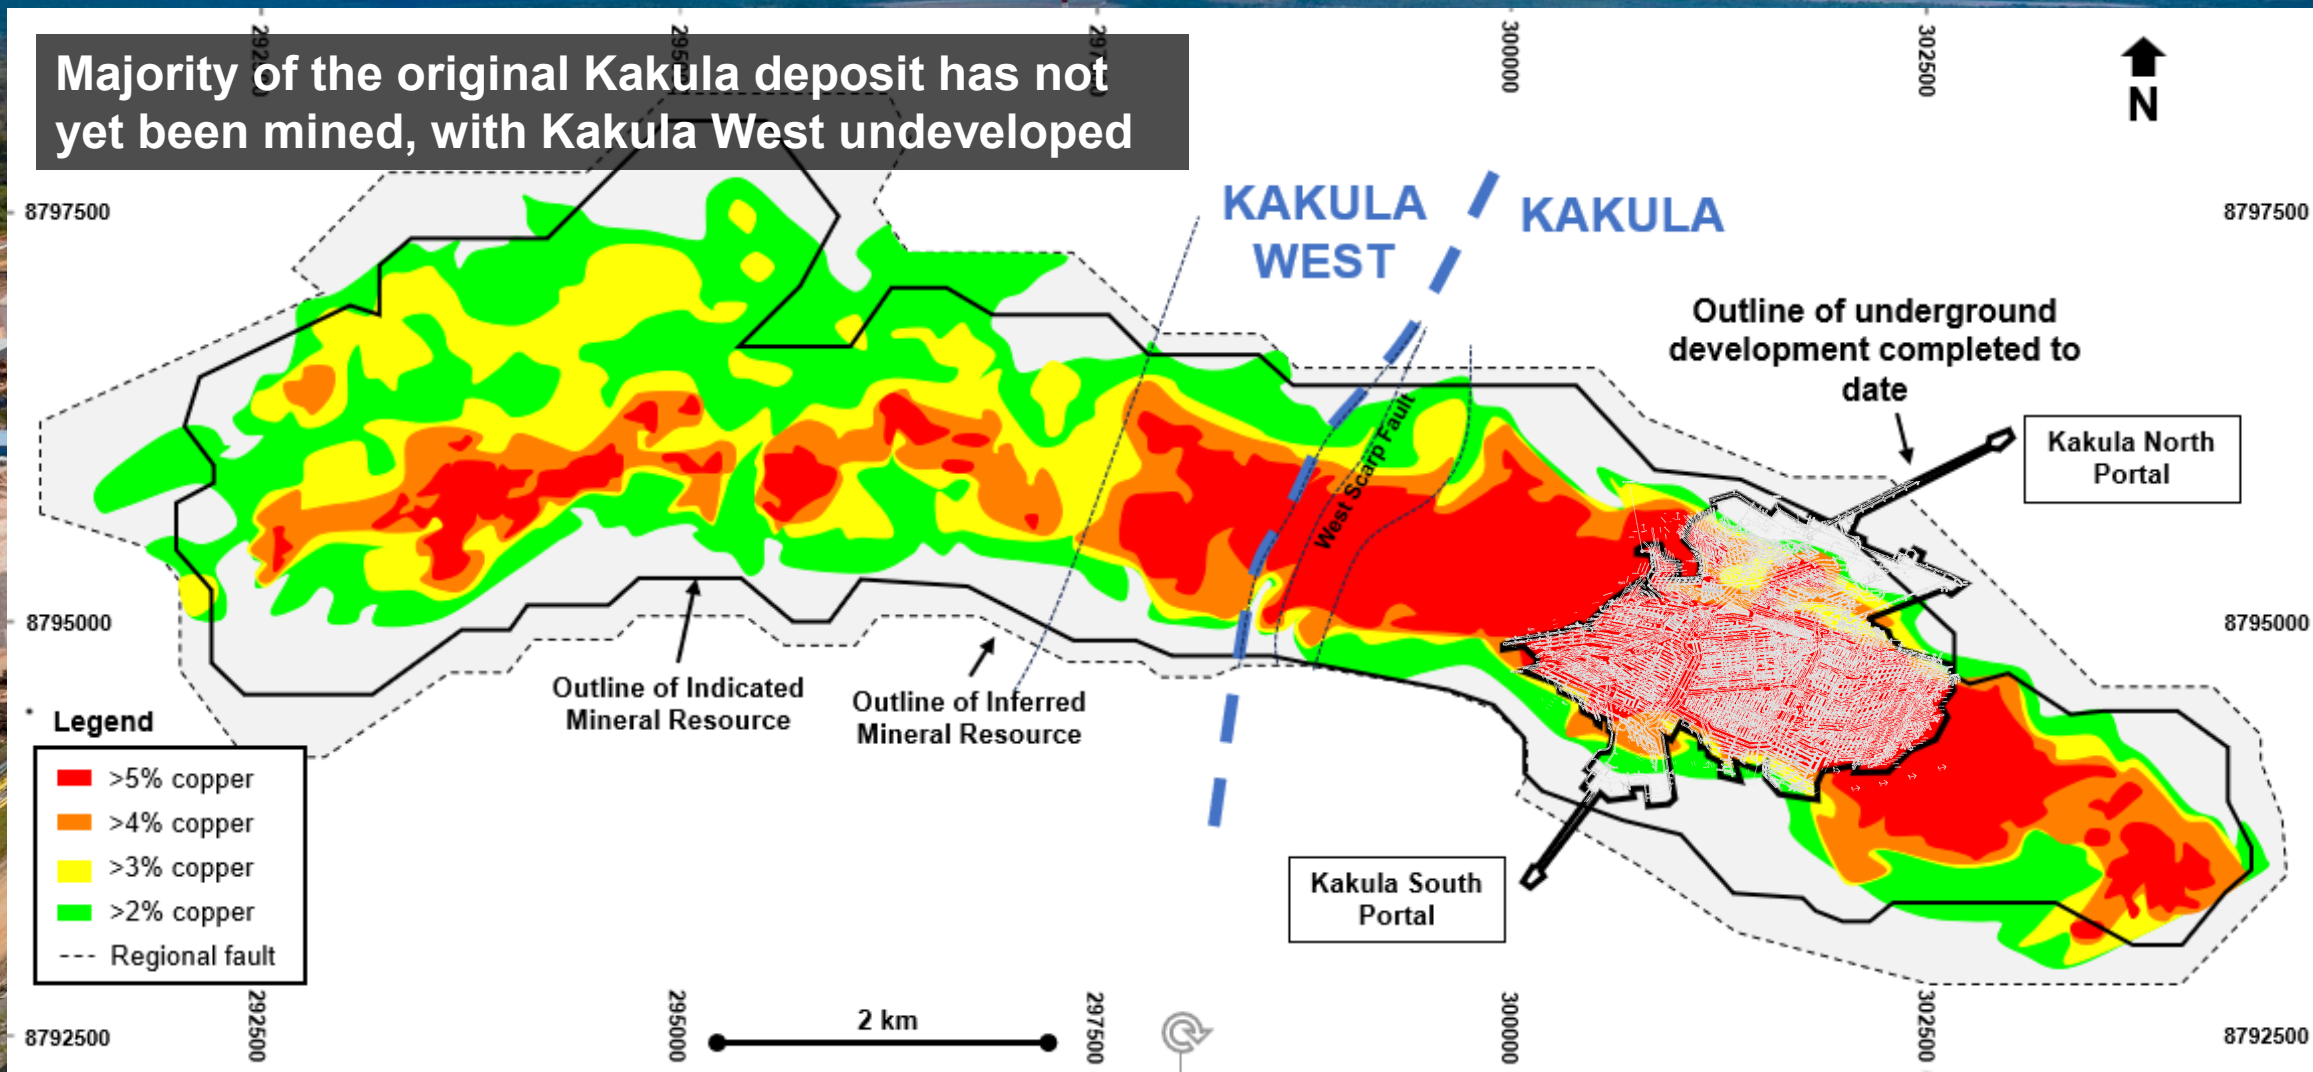 292500
295000
297500
300000
302500
Majority of the original Kakula deposit has not
yet been mined, with Kakula West undeveloped
N
8797500
8797500
KAKULA
WEST
KAKULA
Outline of underground
development completed to
date
Kakula North
Portal
West Scarp Fault
8795000
8795000
Outline of Indicated
Mineral Resource
Outline of Inferred
Mineral Resource
Legend
>5% copper
>4% copper
>3% copper
>2% copper
Regional fault
Kakula South
Portal
2 km
8792500
8792500
292500
295000
297500
300000
302500